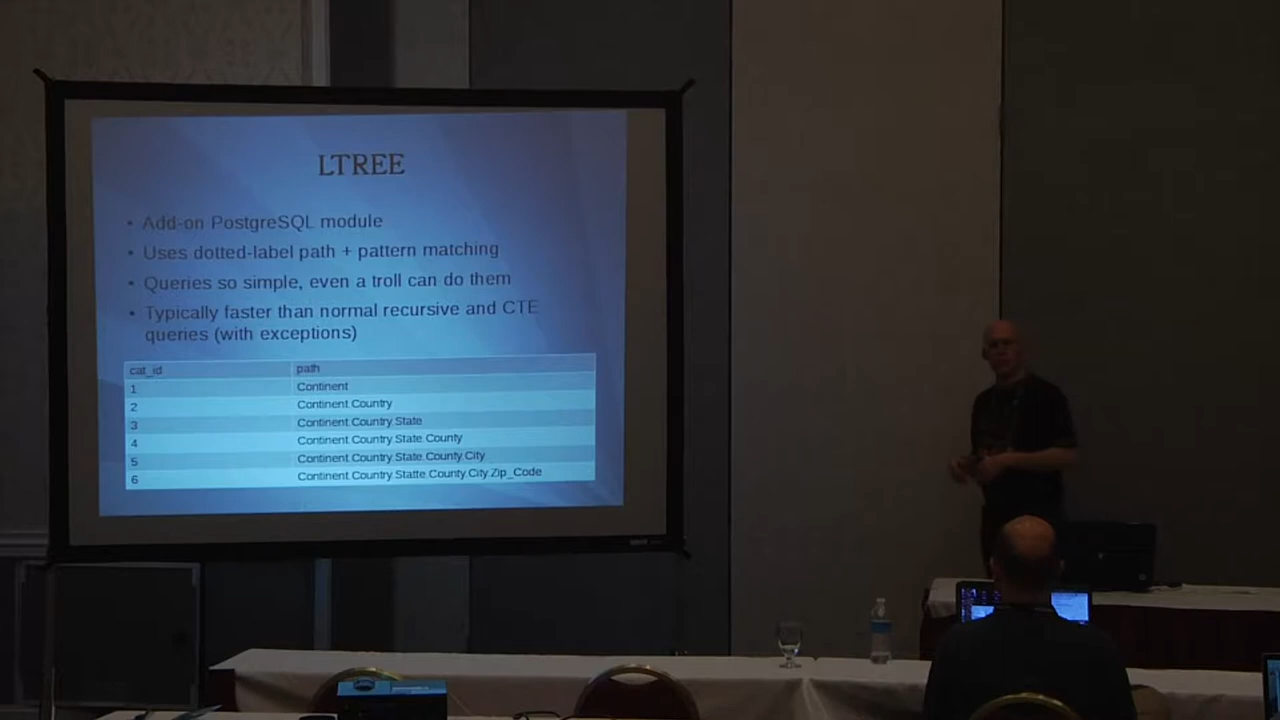 LTREE
• Add-on PostgreSQL module
• Uses dotted-label path + pattern matching
• Queries so simple, even a troll can do them
• Typically faster than normal recursive and CTE
queries (with exceptions)
cat_id path
1 Continent
2 Continent.Country
3 Continent.Country.State
4 Continent.Country.State.County
5 Continent.Country.State.County.City
6 Continent.Country.Statte.County.City.Zip_Code